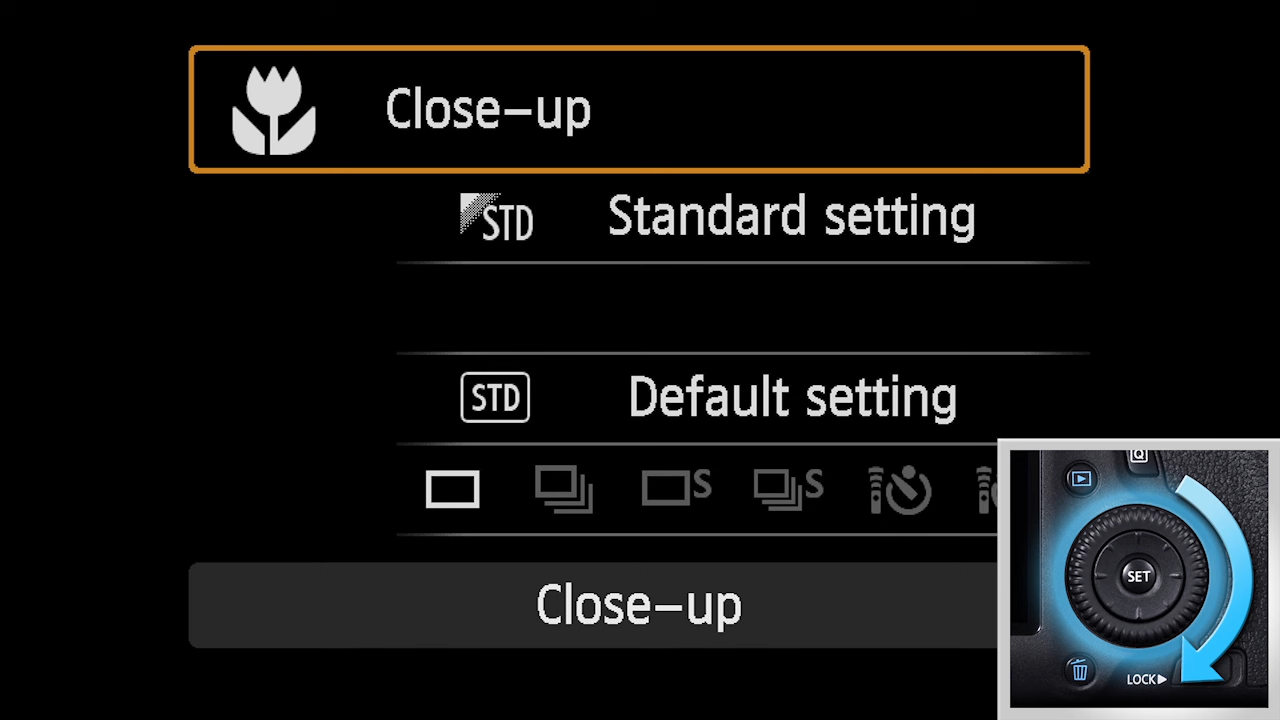 Close-up
STD Standard setting
STD Default setting
S S
Close-up
Q
SET
LOCK